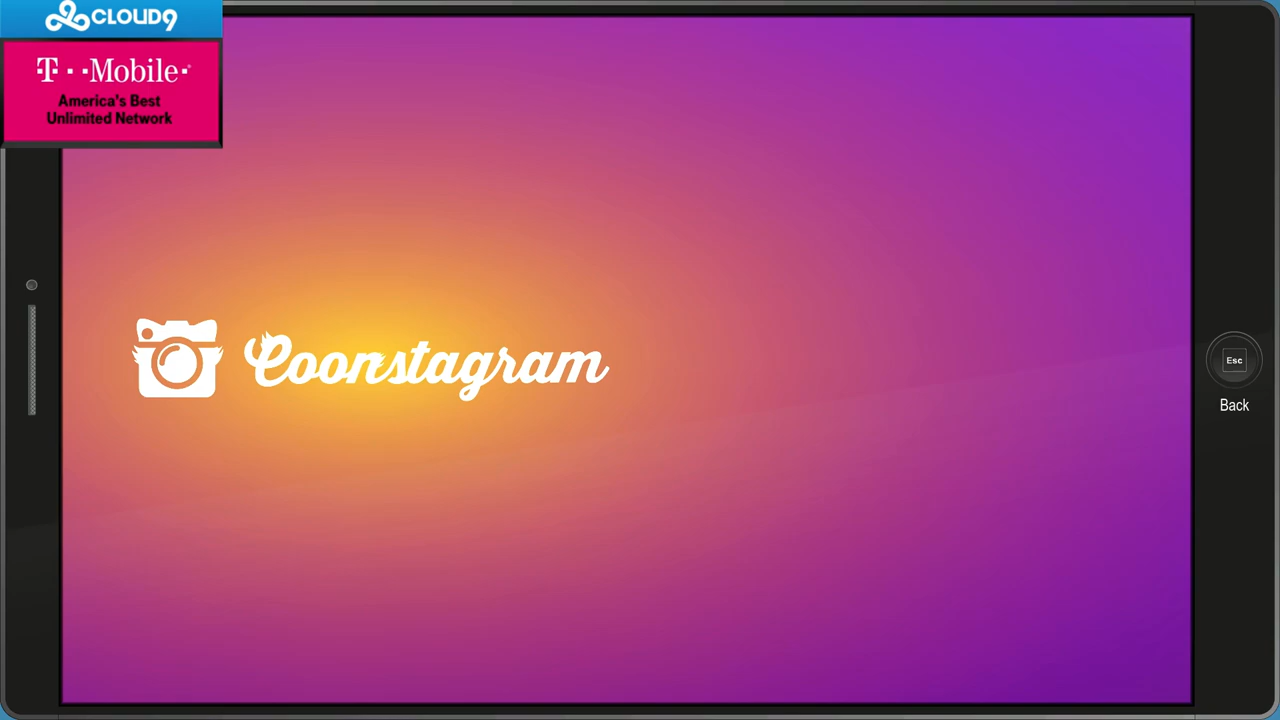 CLOUD9
T··Mobile·®
America's Best
Unlimited Network
Coonstagram
Esc
Back